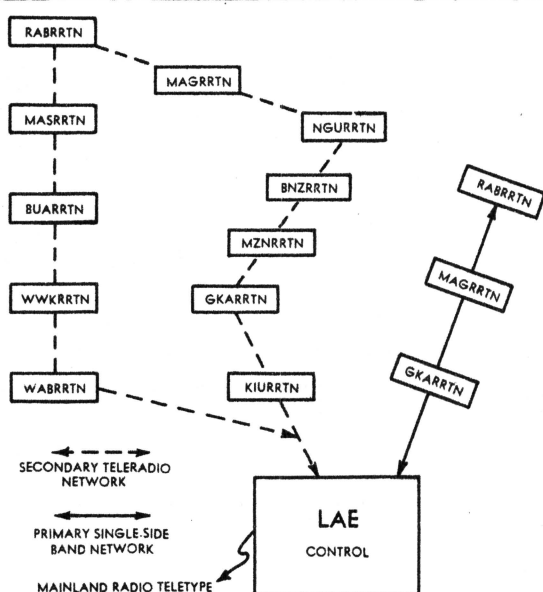 RABRRTN
MAGRRTN
MASRRTN
NGURRTN
BNZRRTN
RABRRTN
BUARRTN
MZNRRTN
MAGRRTN
WWKRRTN
GKARRTN
GKARRTN
WABRRTN
KIURRTN
SECONDARY TELERADIO
NETWORK
PRIMARY SINGLE-SIDE
BAND NETWORK
MAINLAND RADIO TELETYPE
LAE
CONTROL